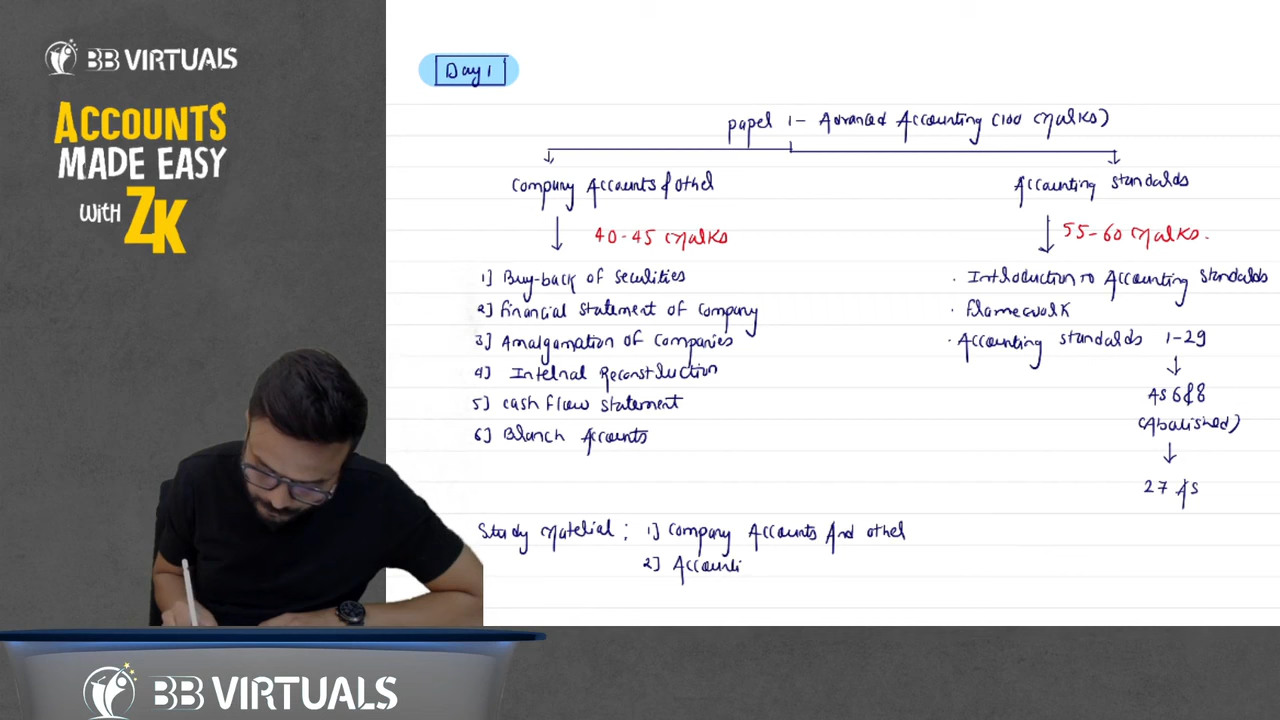 BB VIRTUALS
ACCOUNTS
MADE EASY
WITH ZK
Day 1
Paper 1 - Advanced Accounting (100 Marks)
Company Accounts & Other
Accounting Standards
40-45 Marks
55-60 Marks.
1] Buy-back of Securities
2] Financial Statement of Company
3] Amalgamation of Companies
4] Internal Reconstruction
5] Cash Flow Statement
6] Branch Accounts
· Introduction to Accounting Standards
· Framework
· Accounting Standards 1-29
AS 6 & 8
(Abolished)
27 AS
Study Material : 1] Company Accounts And Other
2] Accounti
BB VIRTUALS